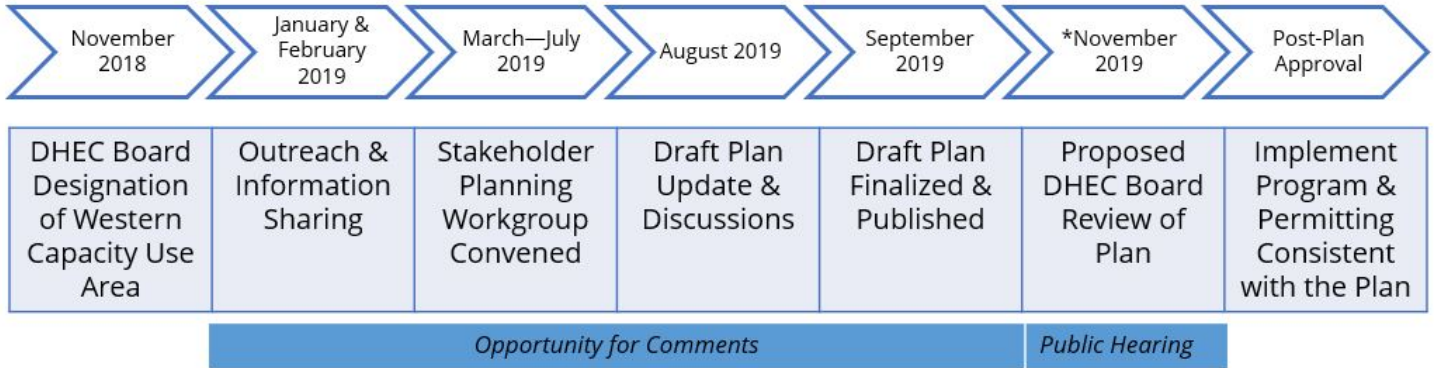 November
2018
January &
February
2019
March—July
2019
August 2019
September
2019
*November
2019
Post-Plan
Approval
DHEC Board
Designation
of Western
Capacity Use
Area
Outreach &
Information
Sharing
Stakeholder
Planning
Workgroup
Convened
Draft Plan
Update &
Discussions
Draft Plan
Finalized &
Published
Proposed
DHEC Board
Review of
Plan
Implement
Program &
Permitting
Consistent
with the Plan
Opportunity for Comments
Public Hearing